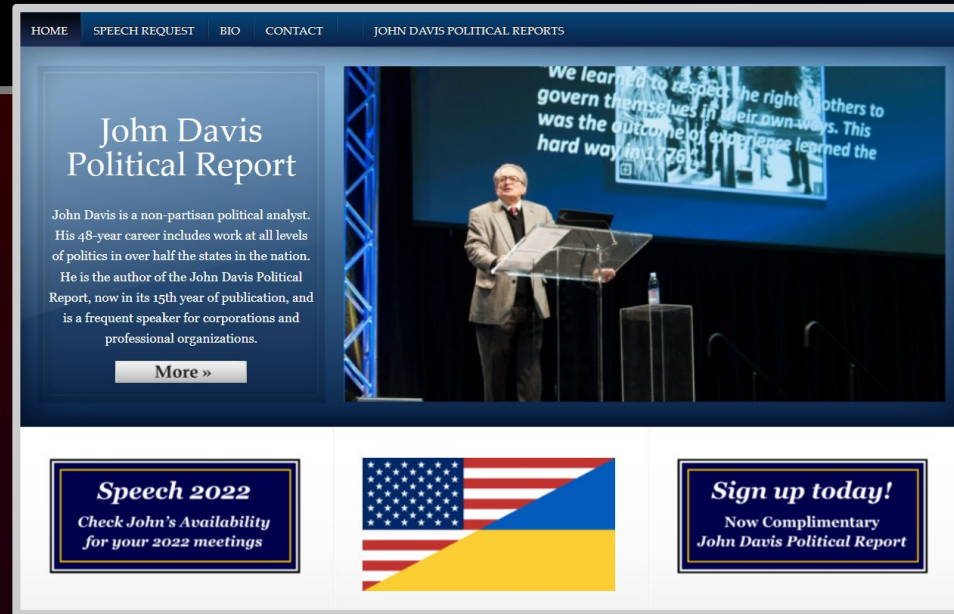 HOME SPEECH REQUEST BIO CONTACT JOHN DAVIS POLITICAL REPORTS
John Davis
Political Report
John Davis is a non-partisan political analyst.
His 48-year career includes work at all levels
of politics in over half the states in the nation.
He is the author of the John Davis Political
Report, now in its 15th year of publication, and
is a frequent speaker for corporations and
professional organizations.
More »
"We learned to respect the right of others to
govern themselves in their own ways. This
was the outcome of experience learned the
hard way in 1776
Speech 2022
Check John's Availability
for your 2022 meetings
Sign up today!
Now Complimentary
John Davis Political Report